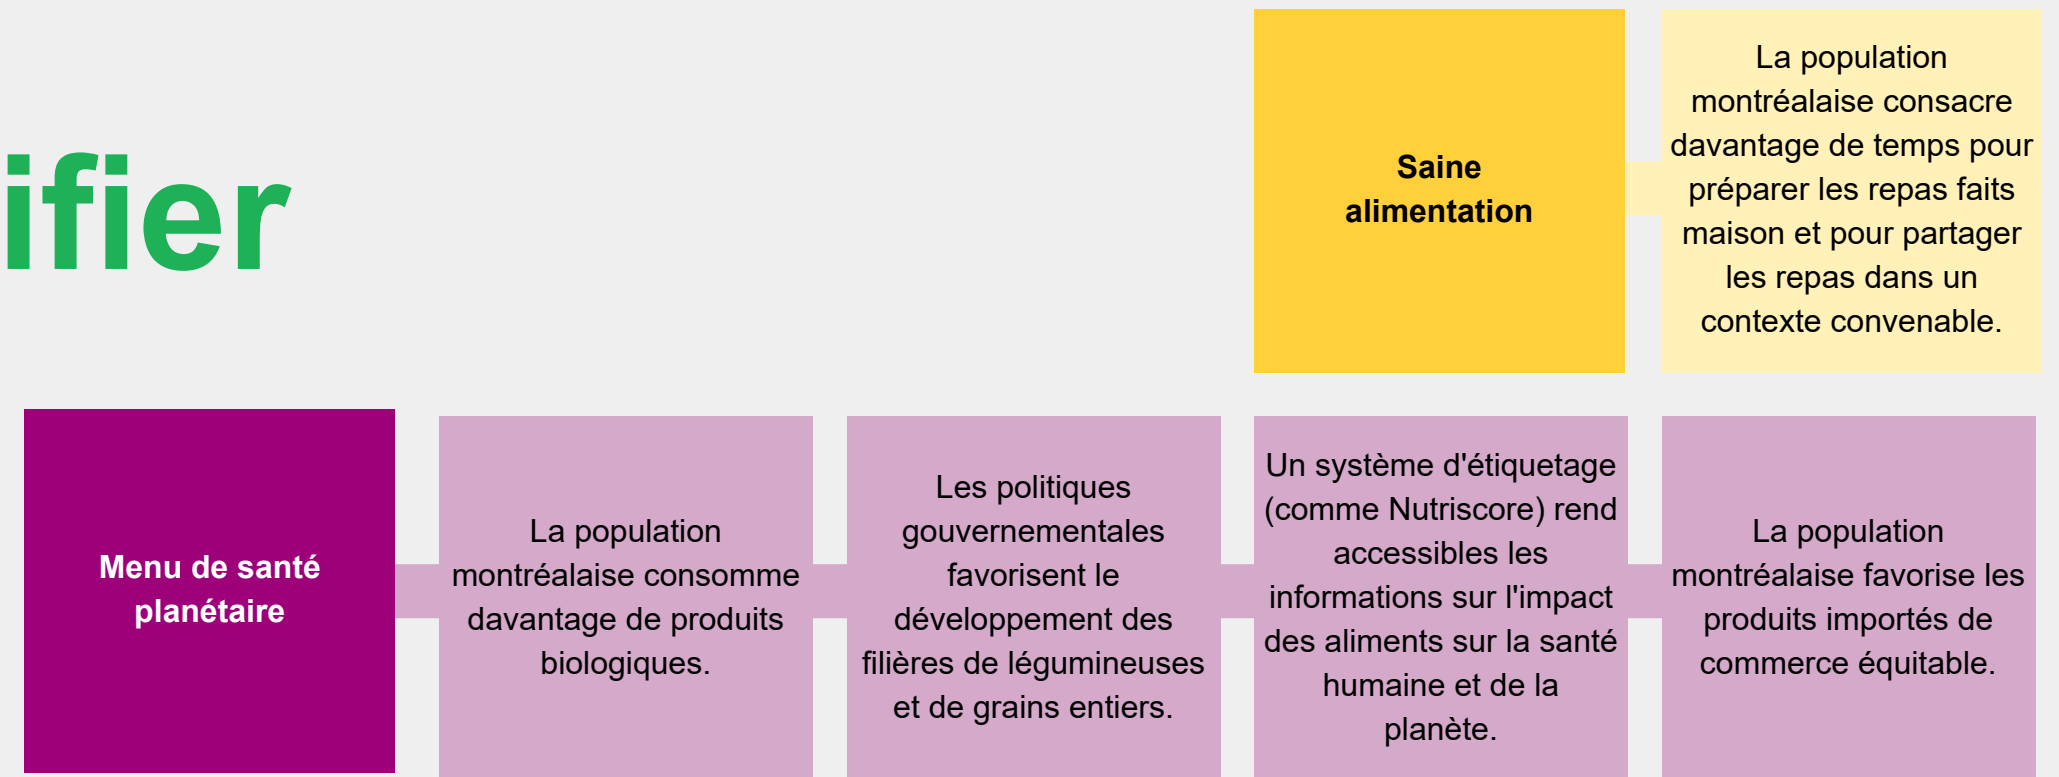 ifier
Saine
alimentation
La population
montréalaise consacre
davantage de temps pour
préparer les repas faits
maison et pour partager
les repas dans un
contexte convenable.
Menu de santé
planétaire
La population
montréalaise consomme
davantage de produits
biologiques.
Les politiques
gouvernementales
favorisent le
développement des
filières de légumineuses
et de grains entiers.
Un système d'étiquetage
(comme Nutriscore) rend
accessibles les
informations sur l'impact
des aliments sur la santé
humaine et de la
planète.
La population
montréalaise favorise les
produits importés de
commerce équitable.